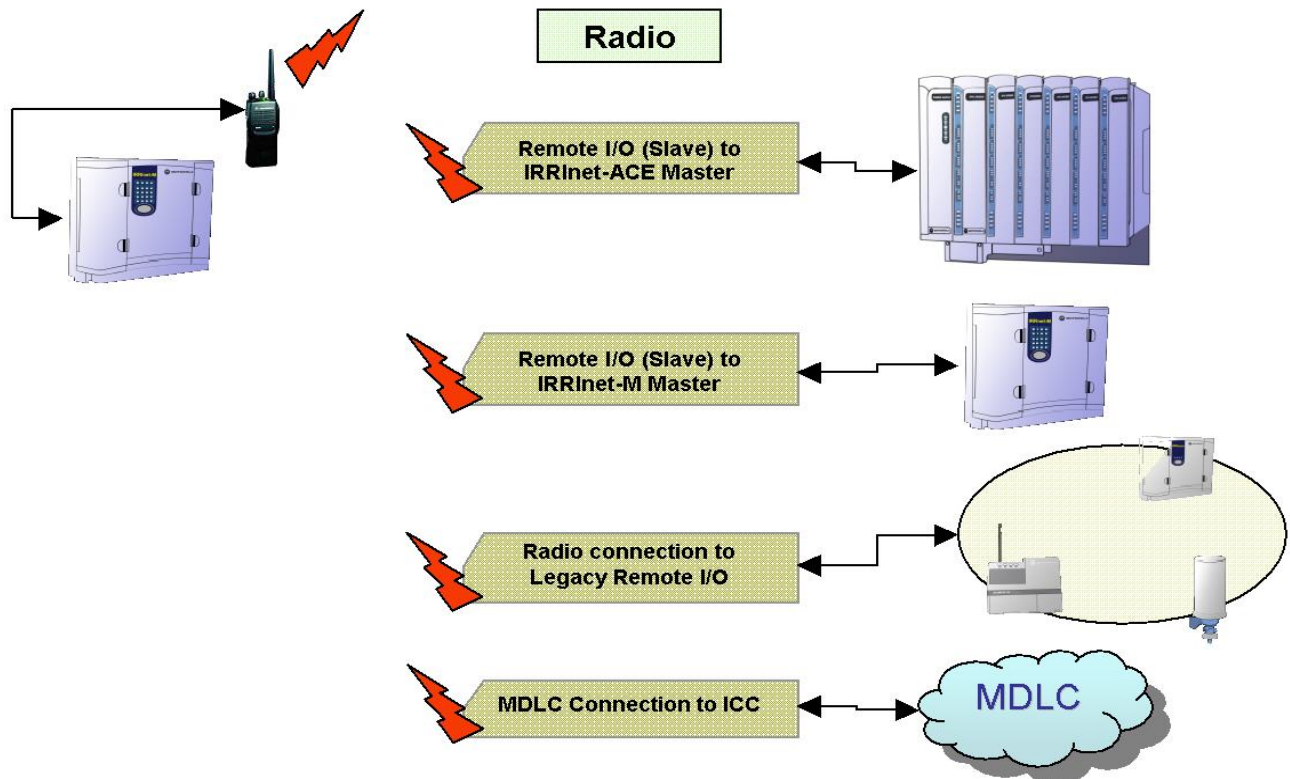 Radio
Remote I/O (Slave) to
IRRInet-ACE Master
Remote I/O (Slave) to
IRRInet-M Master
Radio connection to
Legacy Remote I/O
MDLC Connection to ICC
MDLC